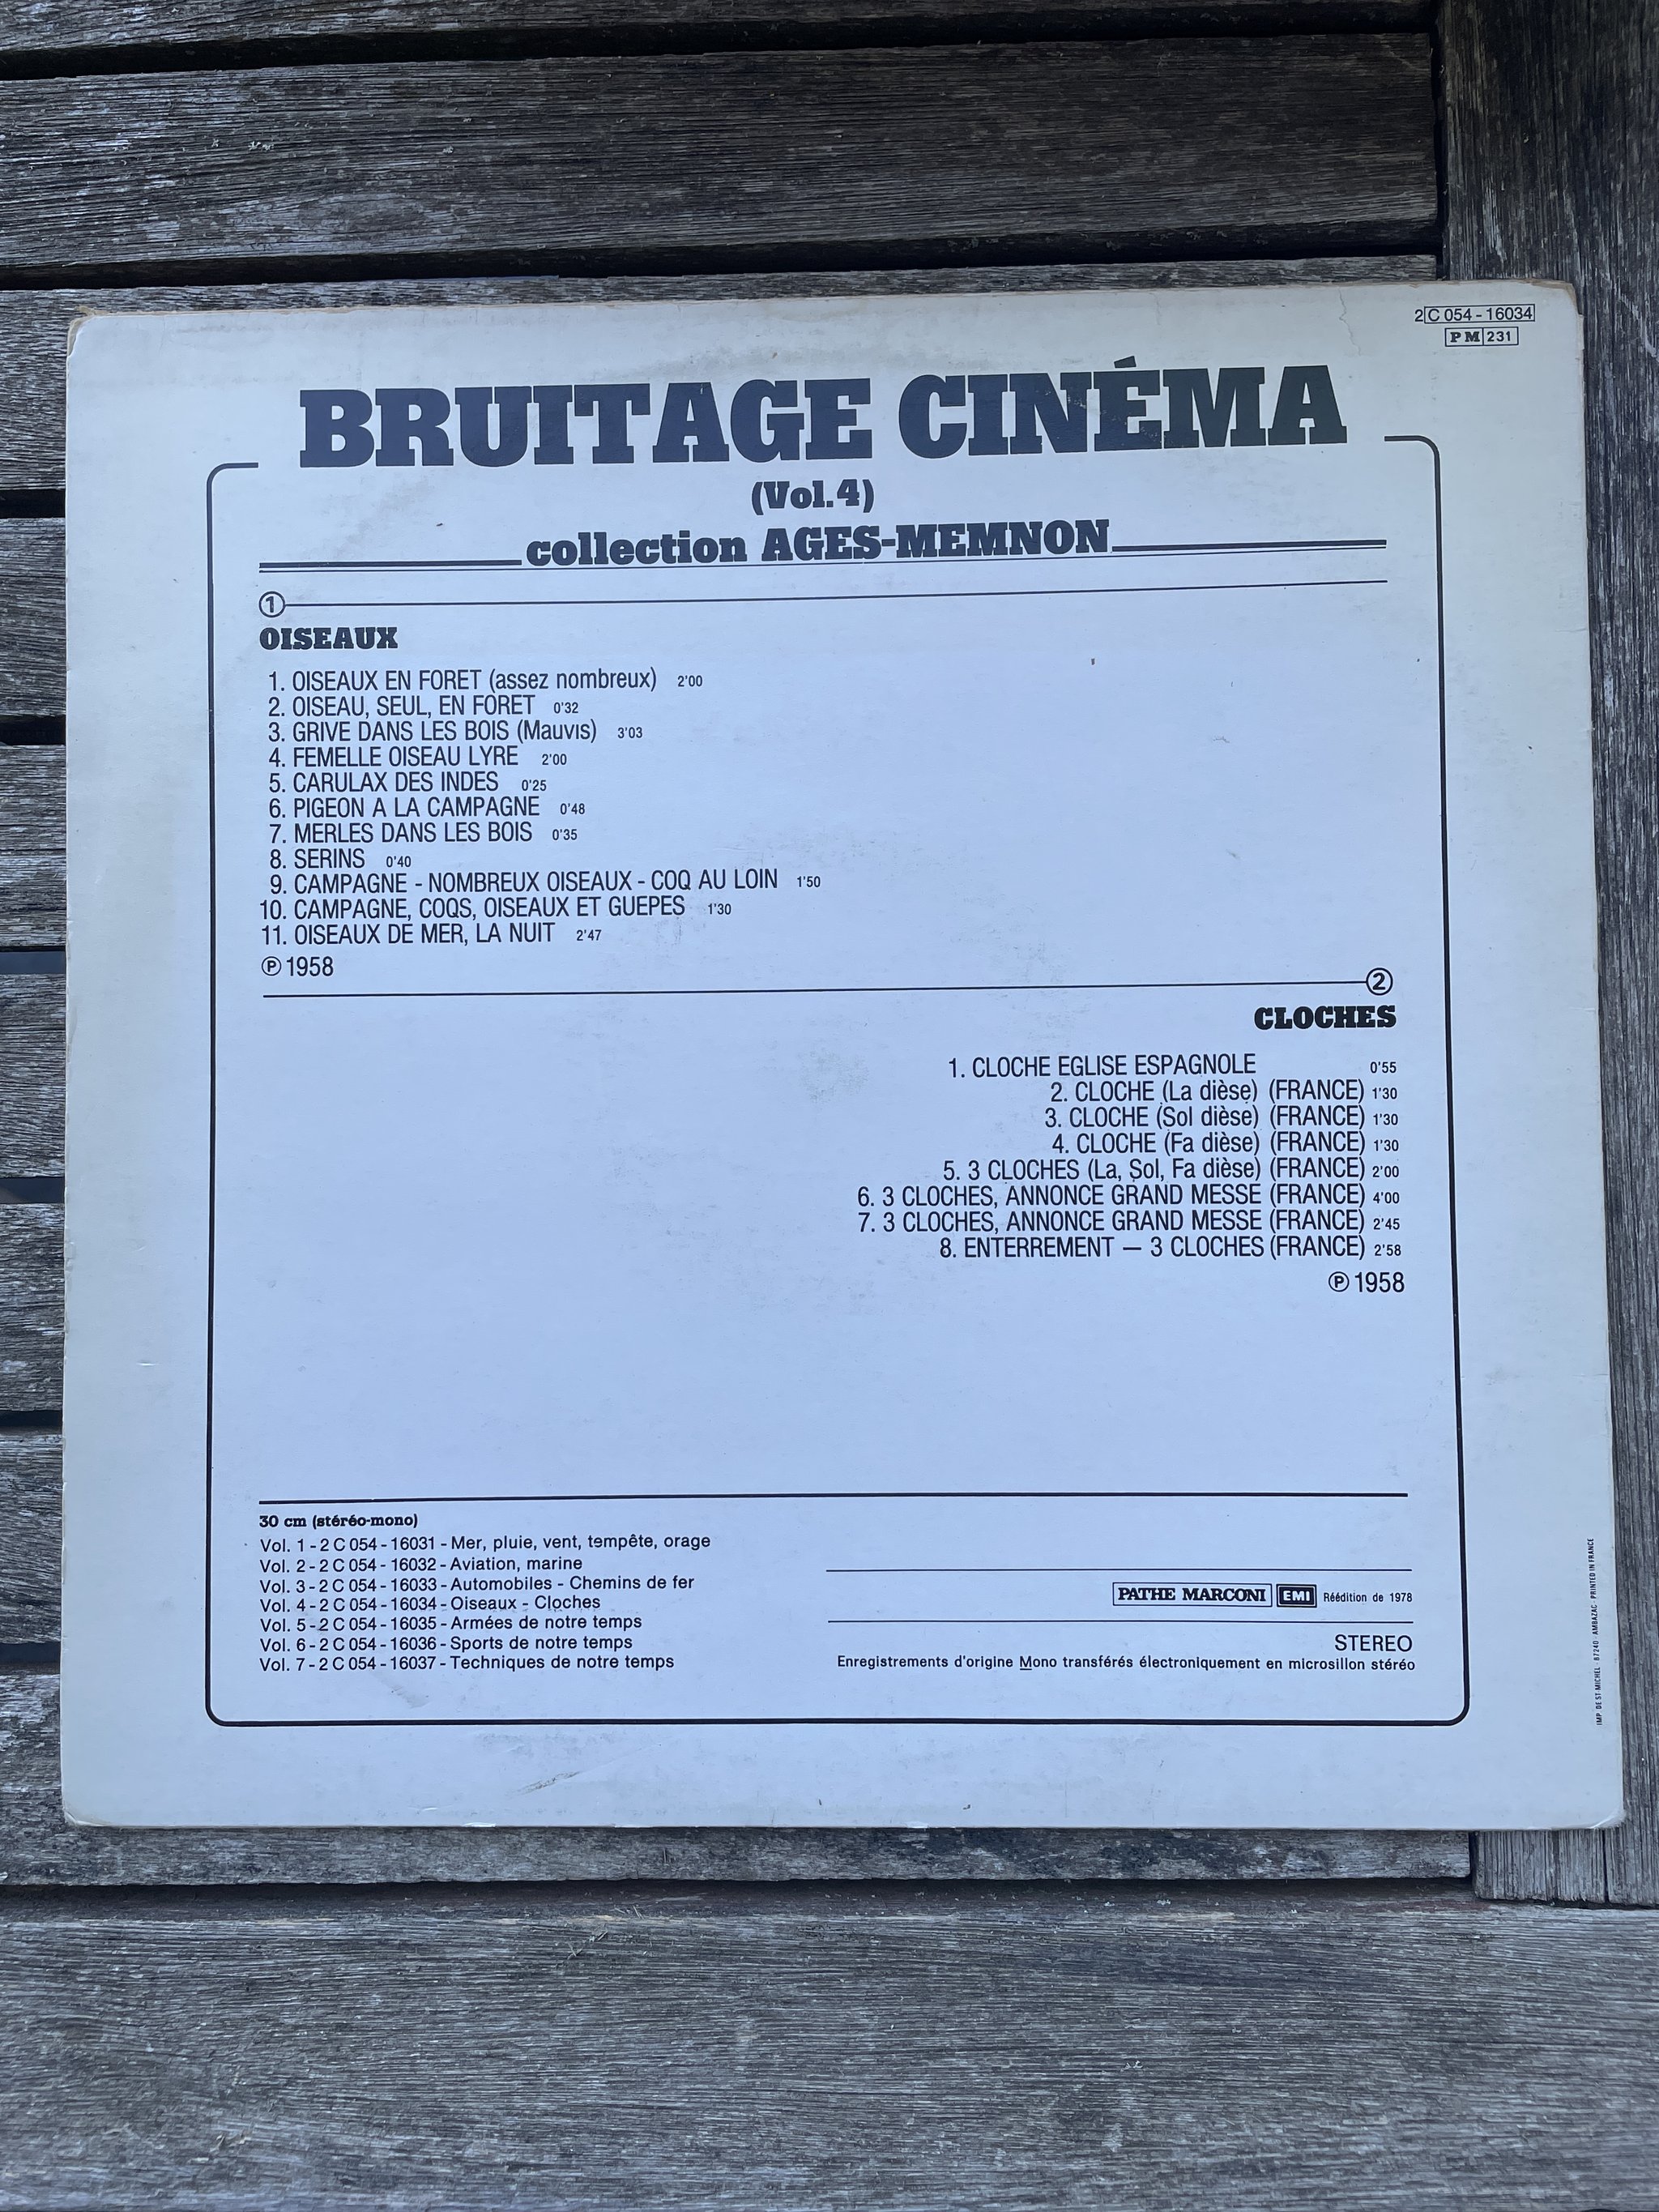 2 C 054 - 16034
PM 231
BRUITAGE CINÉMA
(Vol.4)
collection AGES-MEMNON
1
OISEAUX
1. OISEAUX EN FORET (assez nombreux) 2'00
2. OISEAU, SEUL, EN FORET 0'32
3. GRIVE DANS LES BOIS (Mauvis) 3'03
4. FEMELLE OISEAU LYRE 2'00
5. CARULAX DES INDES 0'25
6. PIGEON A LA CAMPAGNE 0'48
7. MERLES DANS LES BOIS 0'35
8. SERINS 0'40
9. CAMPAGNE - NOMBREUX OISEAUX - COQ AU LOIN 1'50
10. CAMPAGNE, COQS, OISEAUX ET GUEPES 1'30
11. OISEAUX DE MER, LA NUIT 2'47
Ⓟ 1958
2
CLOCHES
1. CLOCHE EGLISE ESPAGNOLE 0'55
2. CLOCHE (La dièse) (FRANCE) 1'30
3. CLOCHE (Sol dièse) (FRANCE) 1'30
4. CLOCHE (Fa dièse) (FRANCE) 1'30
5. 3 CLOCHES (La, Sol, Fa dièse) (FRANCE) 2'00
6. 3 CLOCHES, ANNONCE GRAND MESSE (FRANCE) 4'00
7. 3 CLOCHES, ANNONCE GRAND MESSE (FRANCE) 2'45
8. ENTERREMENT — 3 CLOCHES (FRANCE) 2'58
Ⓟ 1958
30 cm (stéréo-mono)
Vol. 1 - 2 C 054 - 16031 - Mer, pluie, vent, tempête, orage
Vol. 2 - 2 C 054 - 16032 - Aviation, marine
Vol. 3 - 2 C 054 - 16033 - Automobiles - Chemins de fer
Vol. 4 - 2 C 054 - 16034 - Oiseaux - Cloches
Vol. 5 - 2 C 054 - 16035 - Armées de notre temps
Vol. 6 - 2 C 054 - 16036 - Sports de notre temps
Vol. 7 - 2 C 054 - 16037 - Techniques de notre temps
PATHE MARCONI EMI Réédition de 1978
STEREO
Enregistrements d'origine Mono transférés électroniquement en microsillon stéréo
IMP. DE ST-MICHEL - 87240 - AMBAZAC - PRINTED IN FRANCE